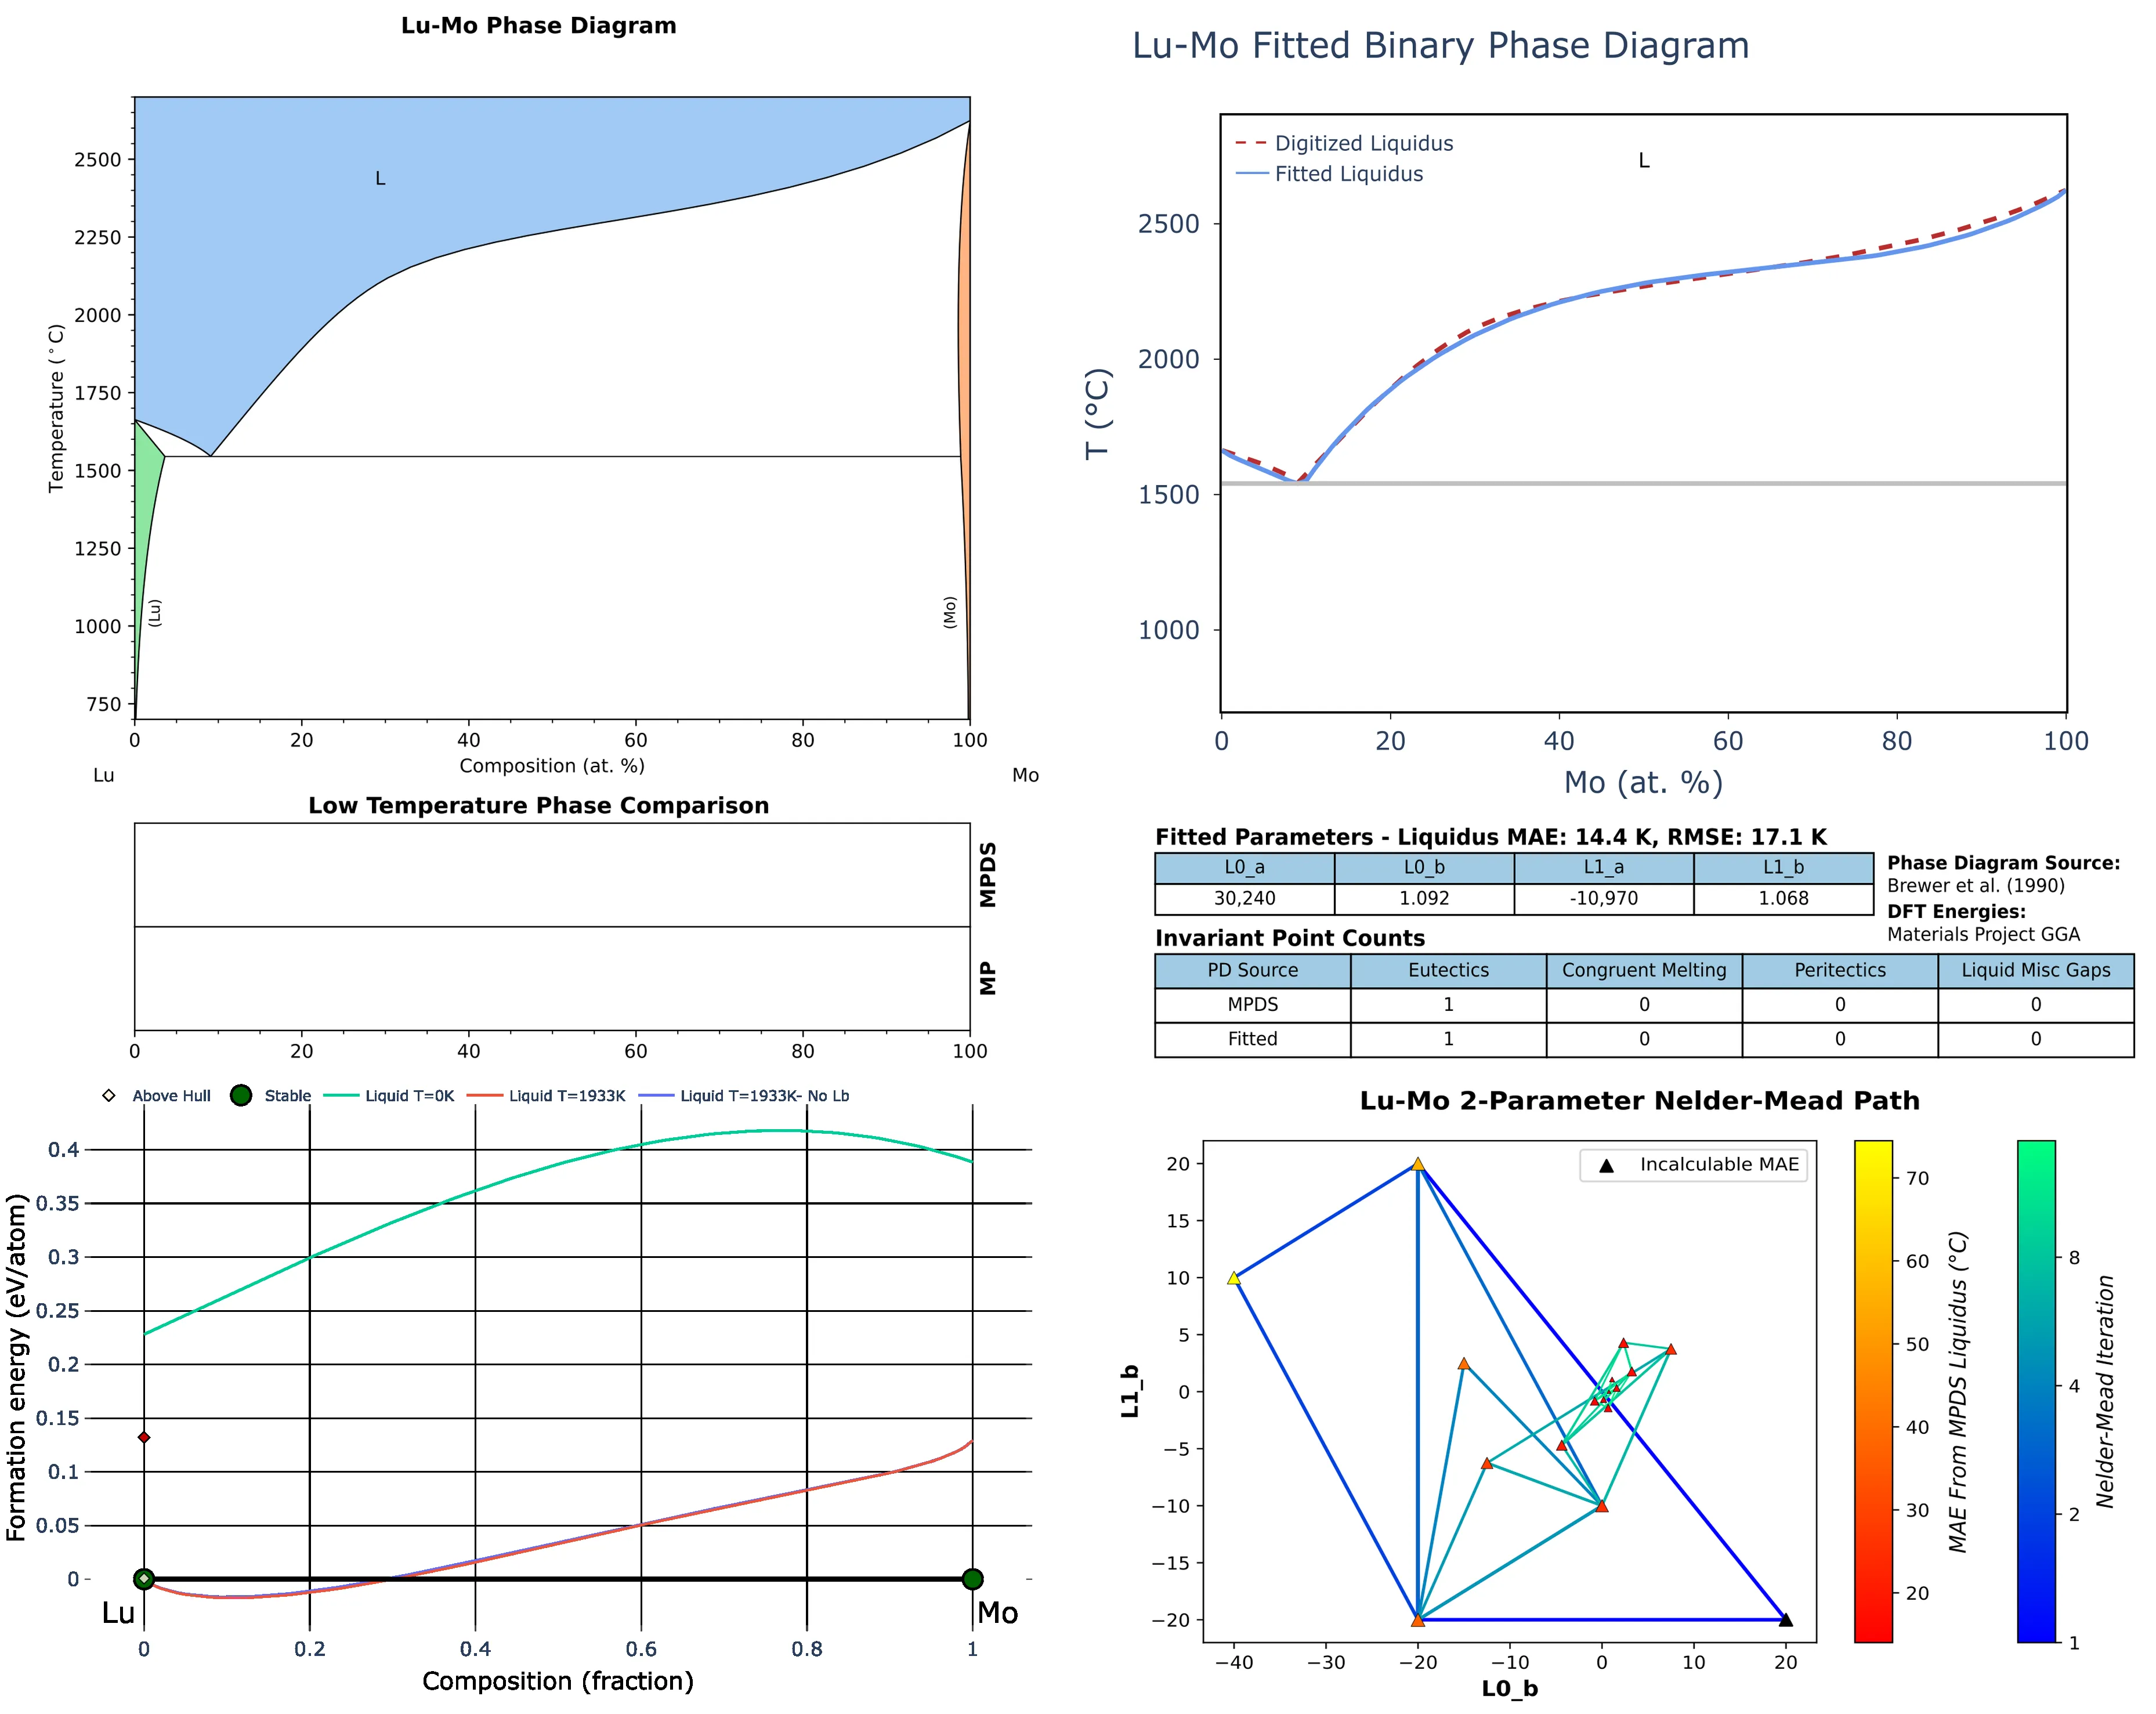 Lu-Mo Phase Diagram
L
2500
2250
2000
1750
1500
1250
1000
750
Temperature (°C)
(Lu)
(Mo)
0 20 40 60 80 100
Composition (at. %)
Lu Mo
Lu-Mo Fitted Binary Phase Diagram
Digitized Liquidus
Fitted Liquidus
L
2500
2000
1500
1000
T (°C)
0 20 40 60 80 100
Mo (at. %)
Low Temperature Phase Comparison
MPDS
MP
0 20 40 60 80 100
Fitted Parameters - Liquidus MAE: 14.4 K, RMSE: 17.1 K
L0_a L0_b L1_a L1_b
30,240 1.092 -10,970 1.068
Phase Diagram Source:
Brewer et al. (1990)
DFT Energies:
Materials Project GGA
Invariant Point Counts
PD Source Eutectics Congruent Melting Peritectics Liquid Misc Gaps
MPDS 1 0 0 0
Fitted 1 0 0 0
Above Hull Stable Liquid T=0K Liquid T=1933K Liquid T=1933K- No Lb
0.4
0.35
0.3
0.25
0.2
0.15
0.1
0.05
0
Formation energy (eV/atom)
Lu Mo
0 0.2 0.4 0.6 0.8 1
Composition (fraction)
Lu-Mo 2-Parameter Nelder-Mead Path
Incalculable MAE
20
15
10
5
0
−5
−10
−15
−20
L1_b
−40 −30 −20 −10 0 10 20
L0_b
70
60
50
40
30
20
MAE From MPDS Liquidus (°C)
8
4
2
1
Nelder-Mead Iteration